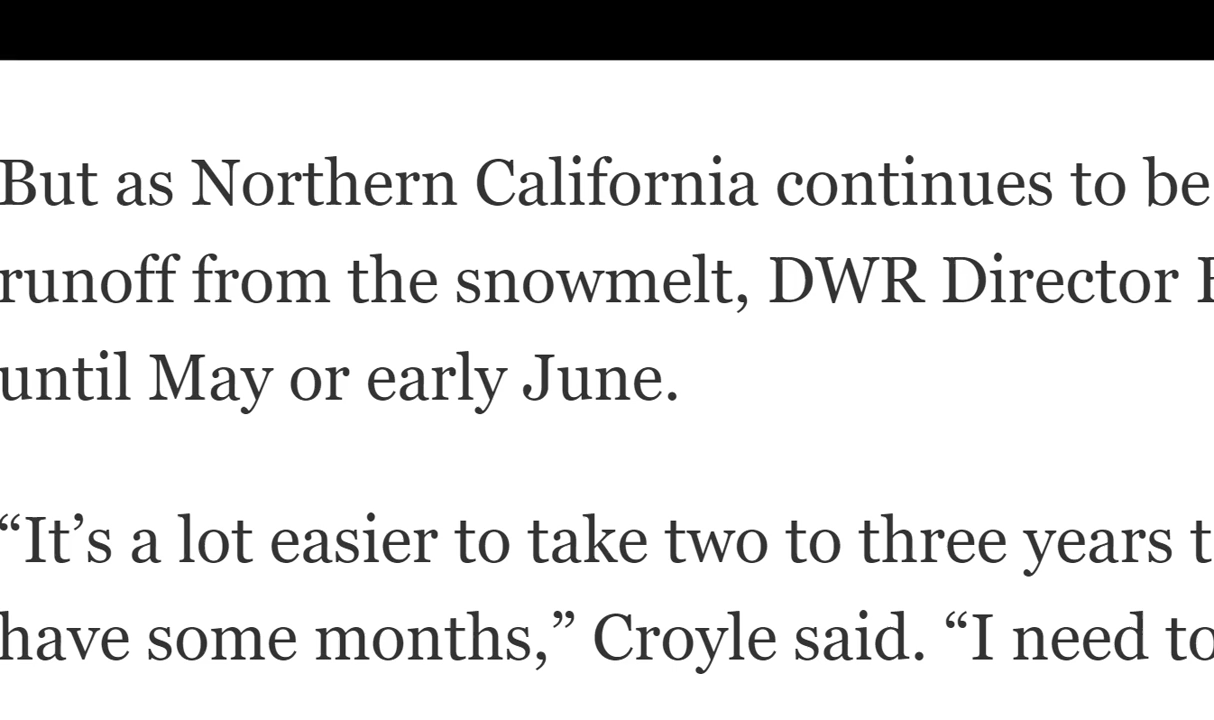 But as Northern California continues to be
runoff from the snowmelt, DWR Director
until May or early June.
“It’s a lot easier to take two to three years
have some months,” Croyle said. “I need to